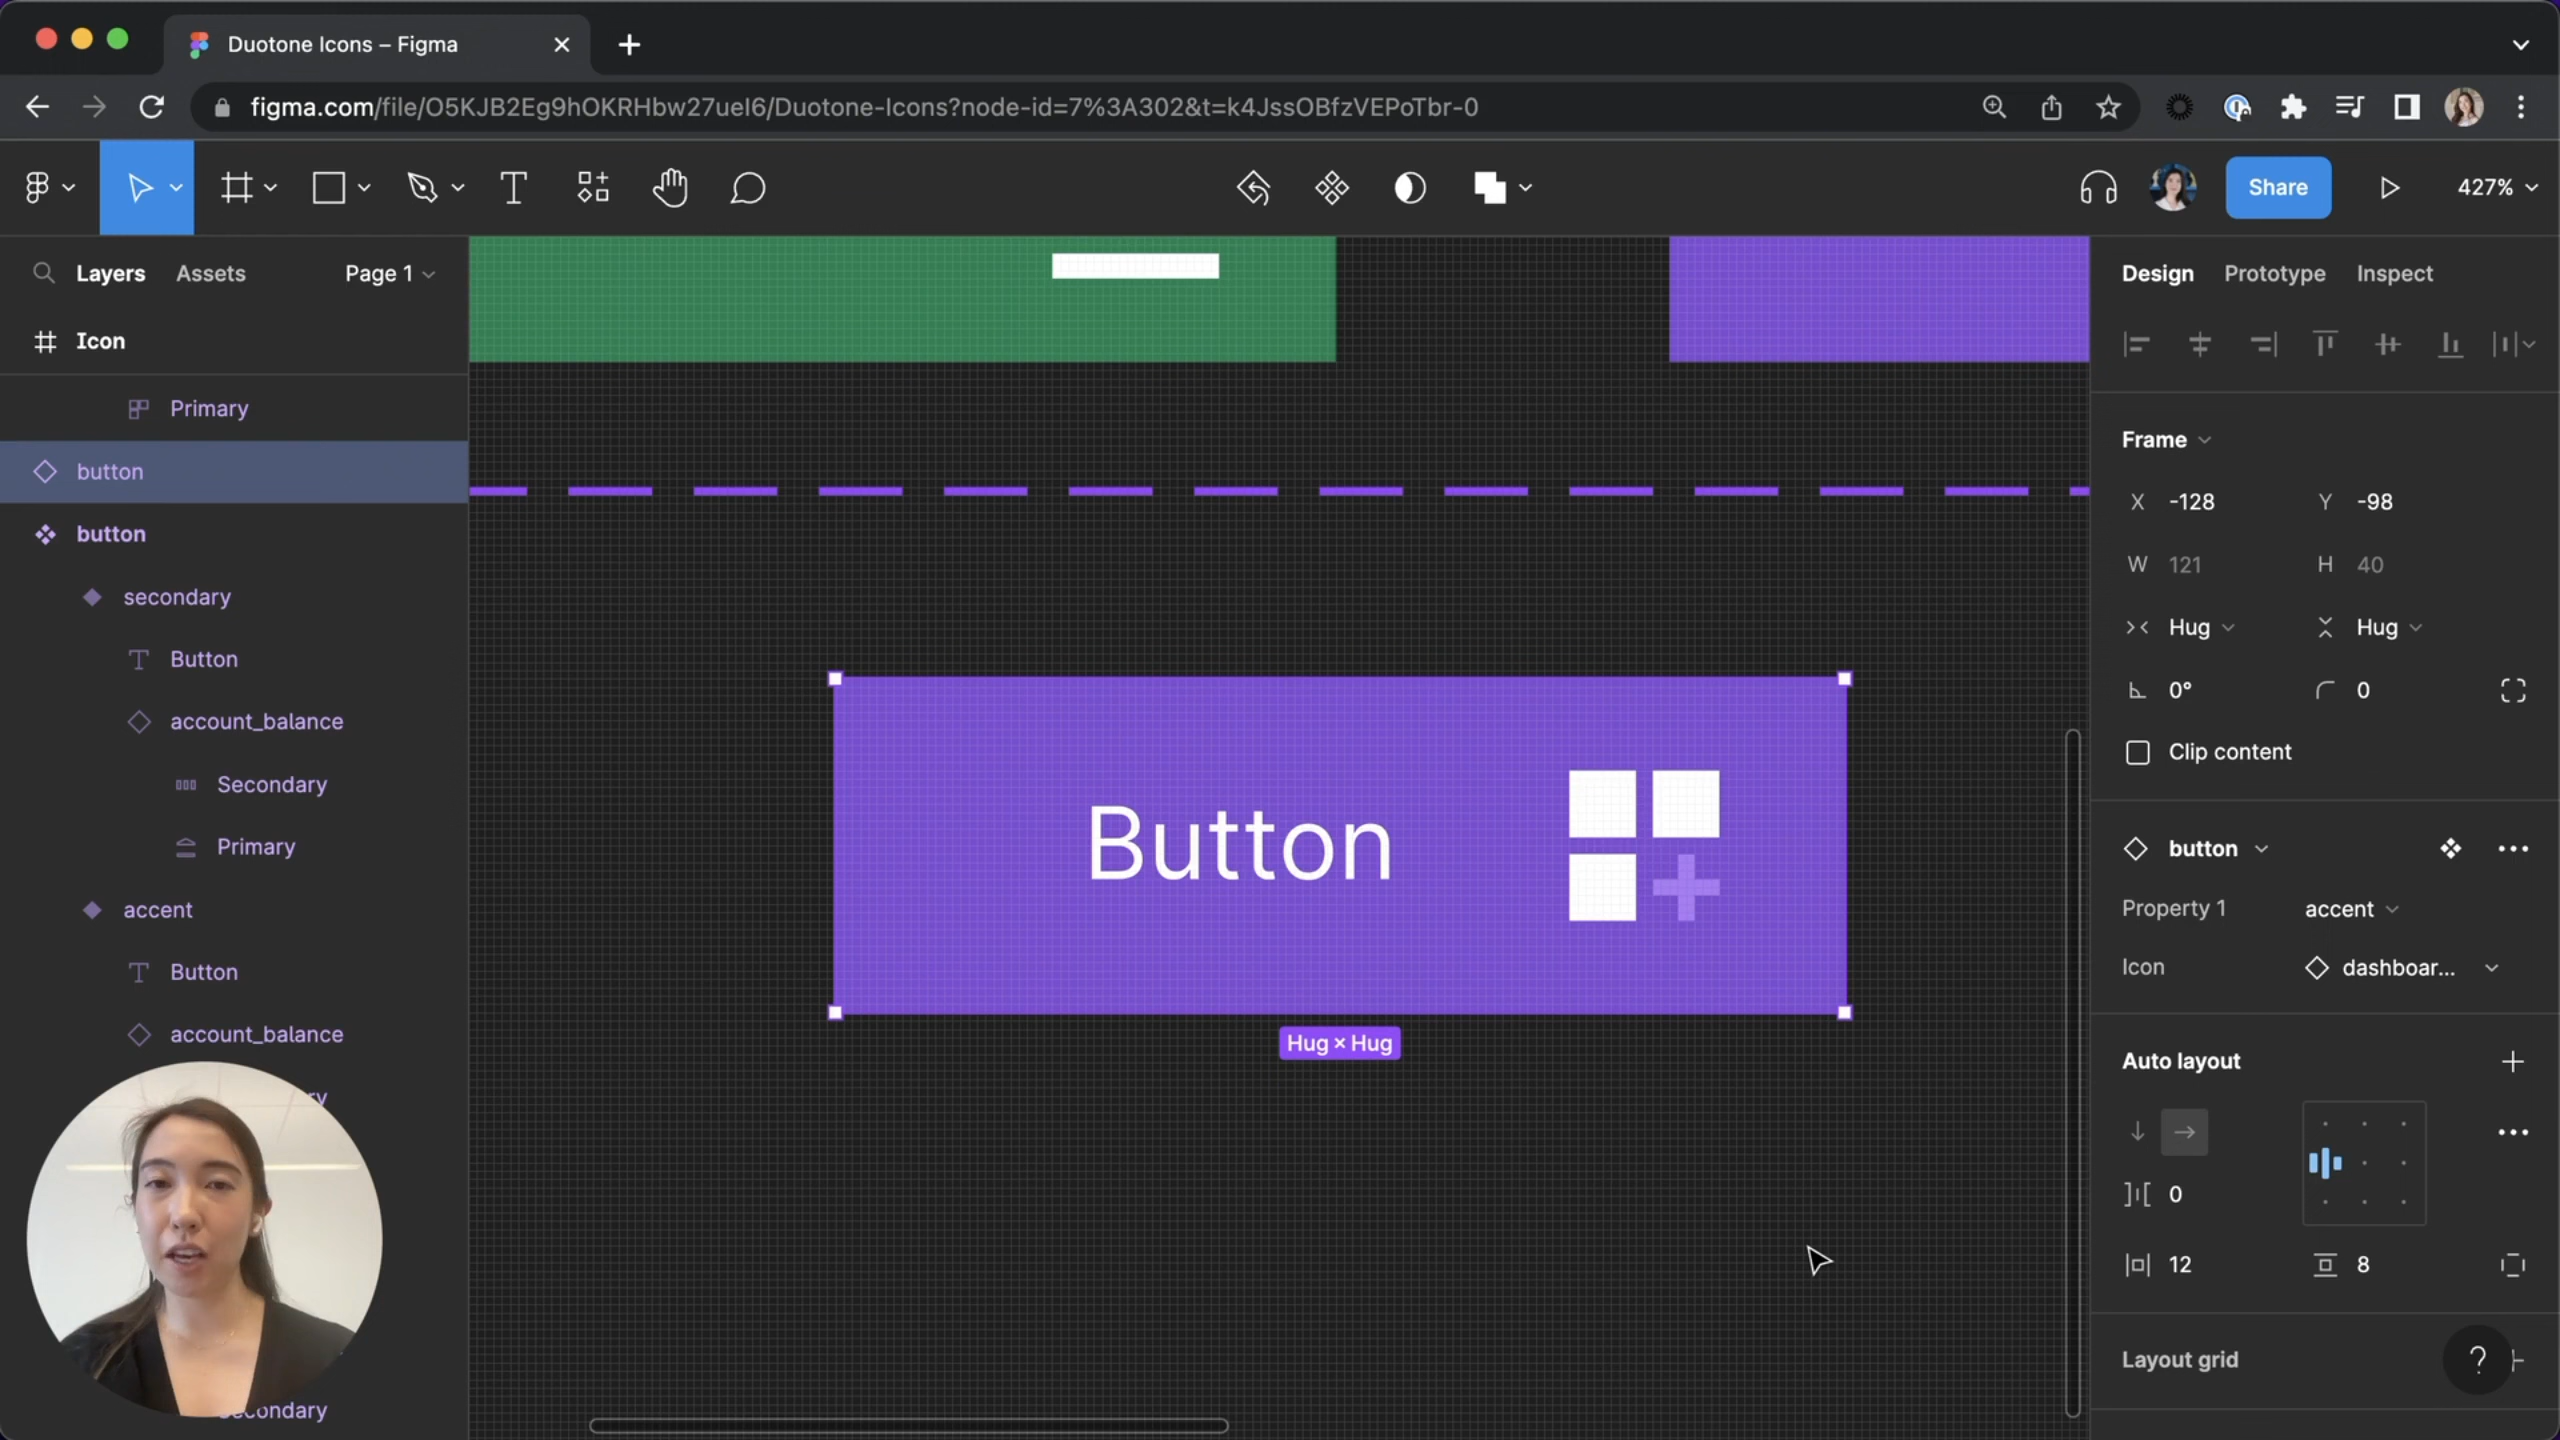 Duotone Icons – Figma
figma.com/file/O5KJB2Eg9hOKRHbw27ueI6/Duotone-Icons?node-id=7%3A302&t=k4JssOBfzVEPoTbr-0
Share
427%
Layers
Assets
Page 1
Icon
Primary
button
button
secondary
Button
account_balance
Secondary
Primary
accent
Button
account_balance
Button
Hug × Hug
Design
Prototype
Inspect
Frame
X -128
Y -98
W 121
H 40
Hug
Hug
0°
0
Clip content
button
Property 1
accent
Icon
dashboar...
Auto layout
0
12
8
Layout grid
?